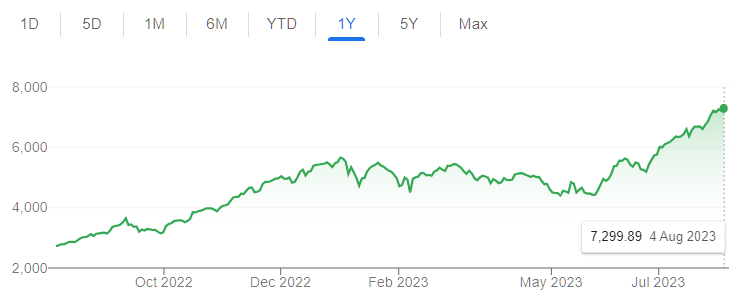 1D 5D 1M 6M YTD 1Y 5Y Max
8,000
6,000
4,000
7,299.89 4 Aug 2023
2,000
Oct 2022 Dec 2022 Feb 2023 May 2023 Jul 2023